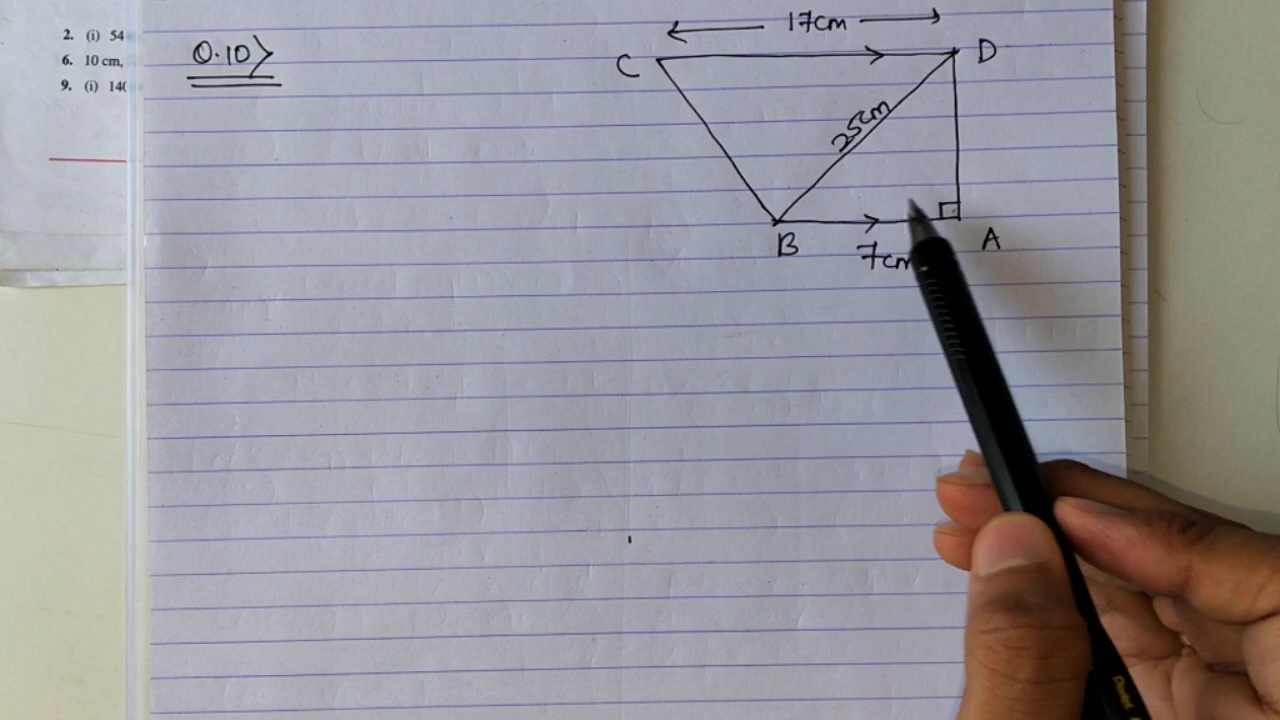 2. (i) 54
6. 10 cm,
9. (i) 14(
Q.10>
17cm
C
D
25cm
B
7cm
A